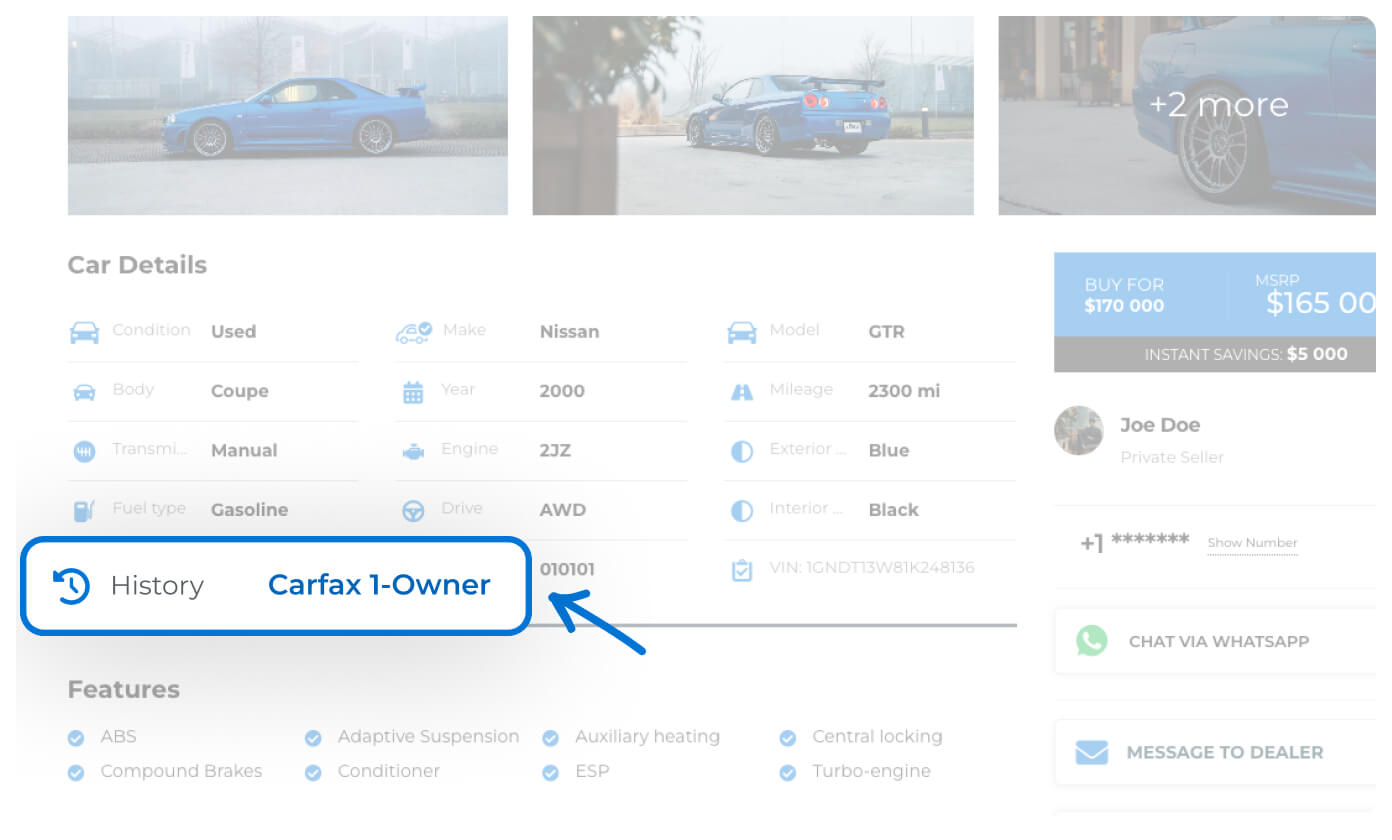 +2 more
Car Details
Condition Used
Make Nissan
Model GTR
Body Coupe
Year 2000
Mileage 2300 mi
Transmi... Manual
Engine 2JZ
Exterior ... Blue
Fuel type Gasoline
Drive AWD
Interior ... Black
History Carfax 1-Owner
010101
VIN: 1GNDT13W81K248136
Features
ABS
Adaptive Suspension
Auxiliary heating
Central locking
Compound Brakes
Conditioner
ESP
Turbo-engine
BUY FOR
$170 000
MSRP
$165 00
INSTANT SAVINGS: $5 000
Joe Doe
Private Seller
+1 ******* Show Number
CHAT VIA WHATSAPP
MESSAGE TO DEALER